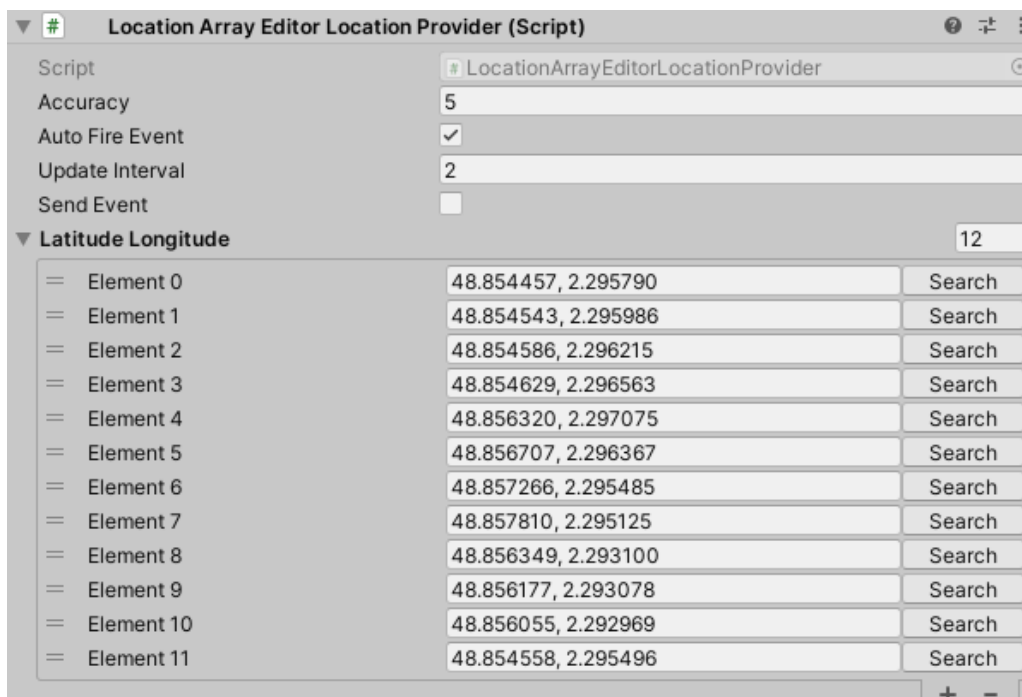 # Location Array Editor Location Provider (Script)
Script # LocationArrayEditorLocationProvider
Accuracy 5
Auto Fire Event
Update Interval 2
Send Event
Latitude Longitude 12
Element 0 48.854457, 2.295790 Search
Element 1 48.854543, 2.295986 Search
Element 2 48.854586, 2.296215 Search
Element 3 48.854629, 2.296563 Search
Element 4 48.856320, 2.297075 Search
Element 5 48.856707, 2.296367 Search
Element 6 48.857266, 2.295485 Search
Element 7 48.857810, 2.295125 Search
Element 8 48.856349, 2.293100 Search
Element 9 48.856177, 2.293078 Search
Element 10 48.856055, 2.292969 Search
Element 11 48.854558, 2.295496 Search
+ −